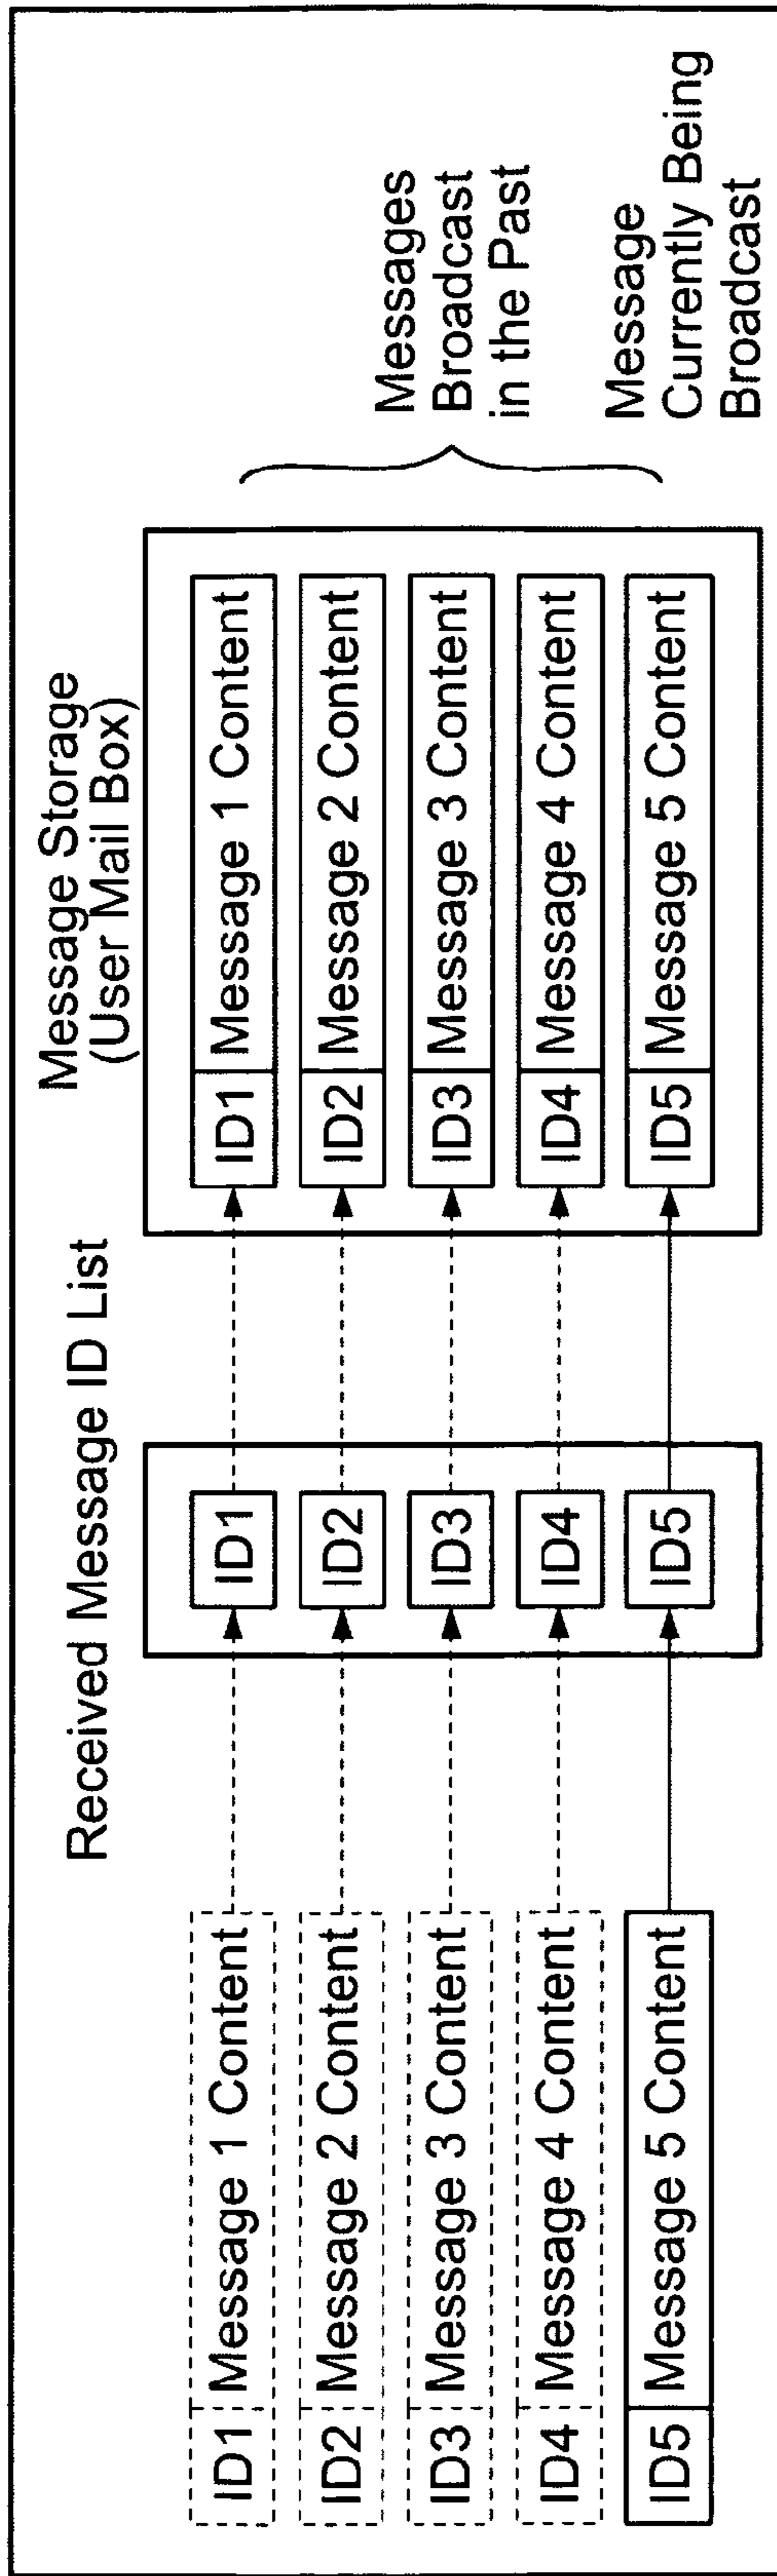 Received Message ID List
Message Storage
(User Mail Box)
ID1 Message 1 Content
ID1
ID1 Message 1 Content
ID2 Message 2 Content
ID2
ID2 Message 2 Content
ID3 Message 3 Content
ID3
ID3 Message 3 Content
ID4 Message 4 Content
ID4
ID4 Message 4 Content
ID5 Message 5 Content
ID5
ID5 Message 5 Content
Messages
Broadcast
in the Past
Message
Currently Being
Broadcast